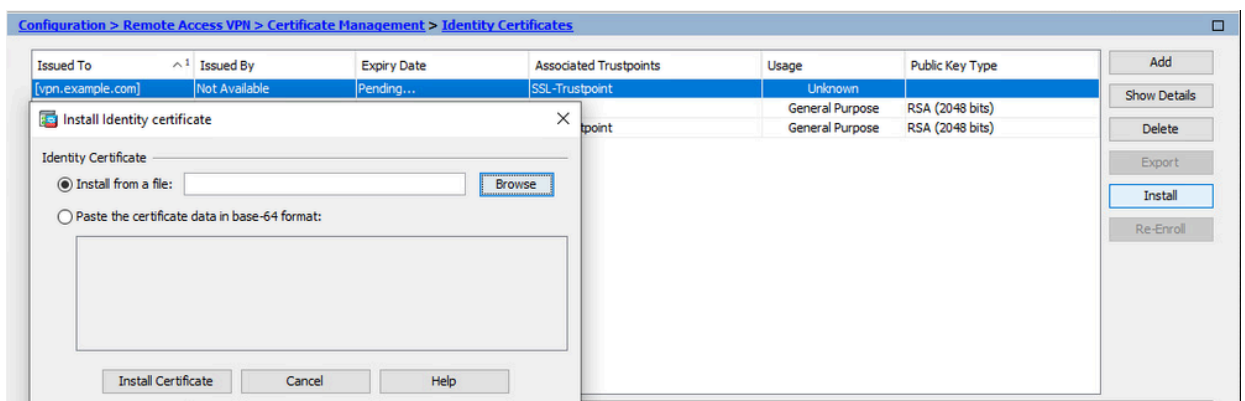 Configuration > Remote Access VPN > Certificate Management > Identity Certificates
Issued To 1 Issued By Expiry Date Associated Trustpoints Usage Public Key Type
Add
[vpn.example.com] Not Available Pending... SSL-Trustpoint Unknown
Show Details
General Purpose RSA (2048 bits)
Install Identity certificate
tpoint General Purpose RSA (2048 bits)
Delete
Identity Certificate
Export
Install from a file: Browse
Install
Paste the certificate data in base-64 format:
Re-Enroll
Install Certificate Cancel Help